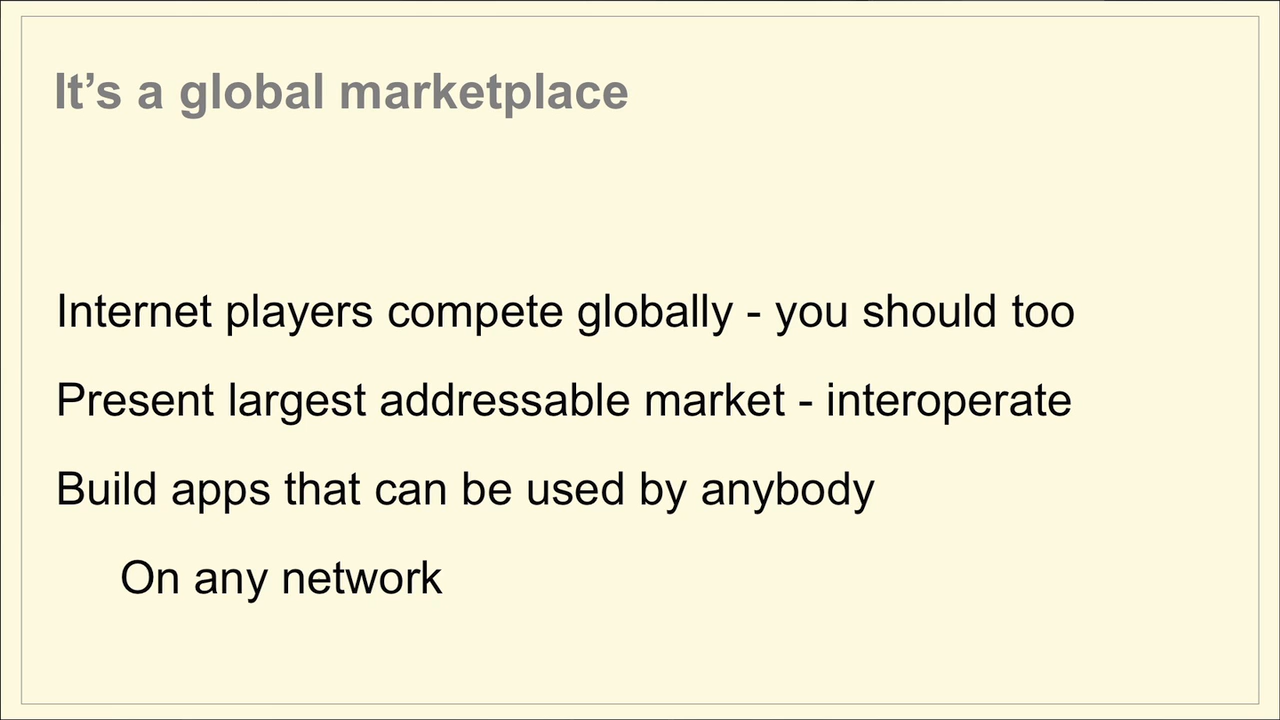 It’s a global marketplace
Internet players compete globally - you should too
Present largest addressable market - interoperate
Build apps that can be used by anybody
On any network